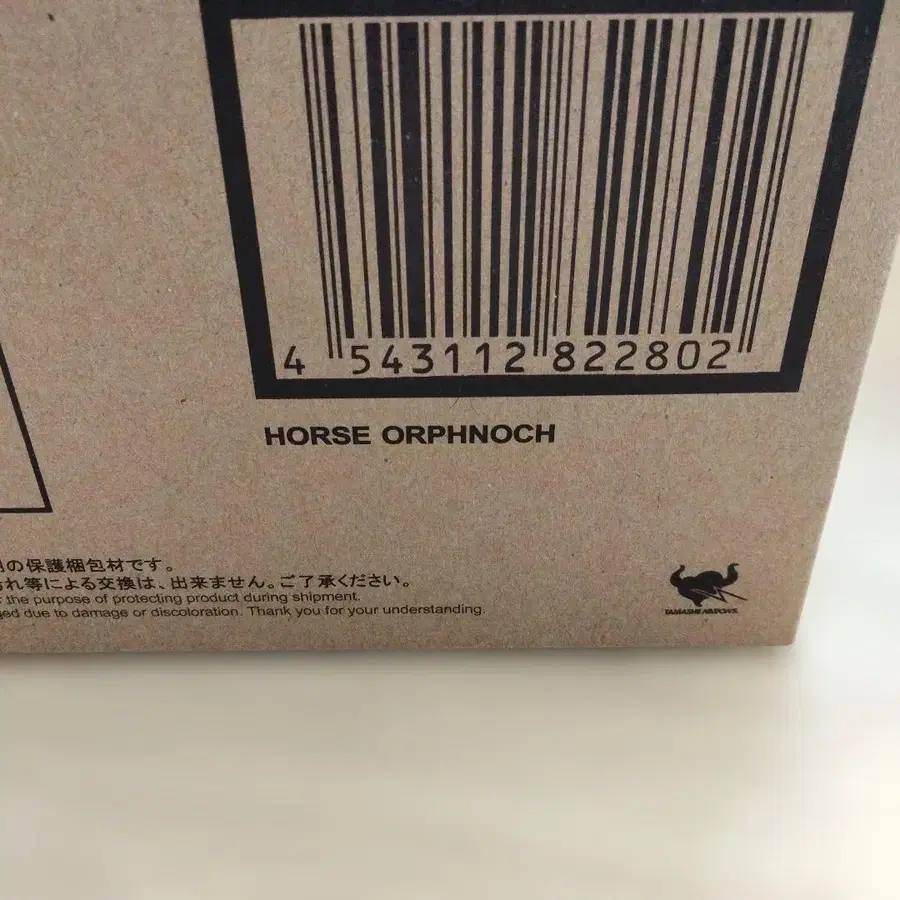 4 543112 822802
HORSE ORPHNOCH
の保護梱包材です。
れ等による交換は、出来ません。ご了承ください。
the purpose of protecting product during shipment.
due to damage or discoloration. Thank you for your understanding.
TAMASHII NATIONS